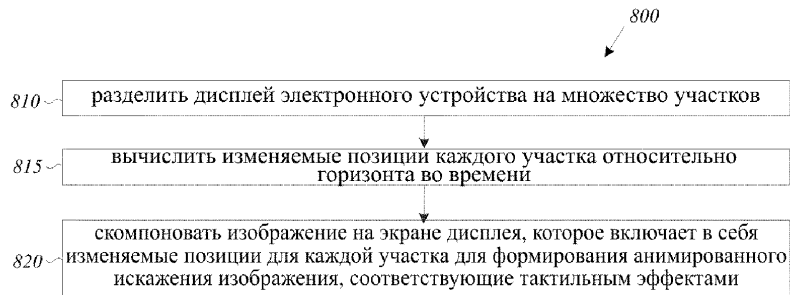 800
810
разделить дисплей электронного устройства на множество участков
815
вычислить изменяемые позиции каждого участка относительно
горизонта во времени
820
скомпоновать изображение на экране дисплея, которое включает в себя
изменяемые позиции для каждой участка для формирования анимированного
искажения изображения, соответствующие тактильным эффектами